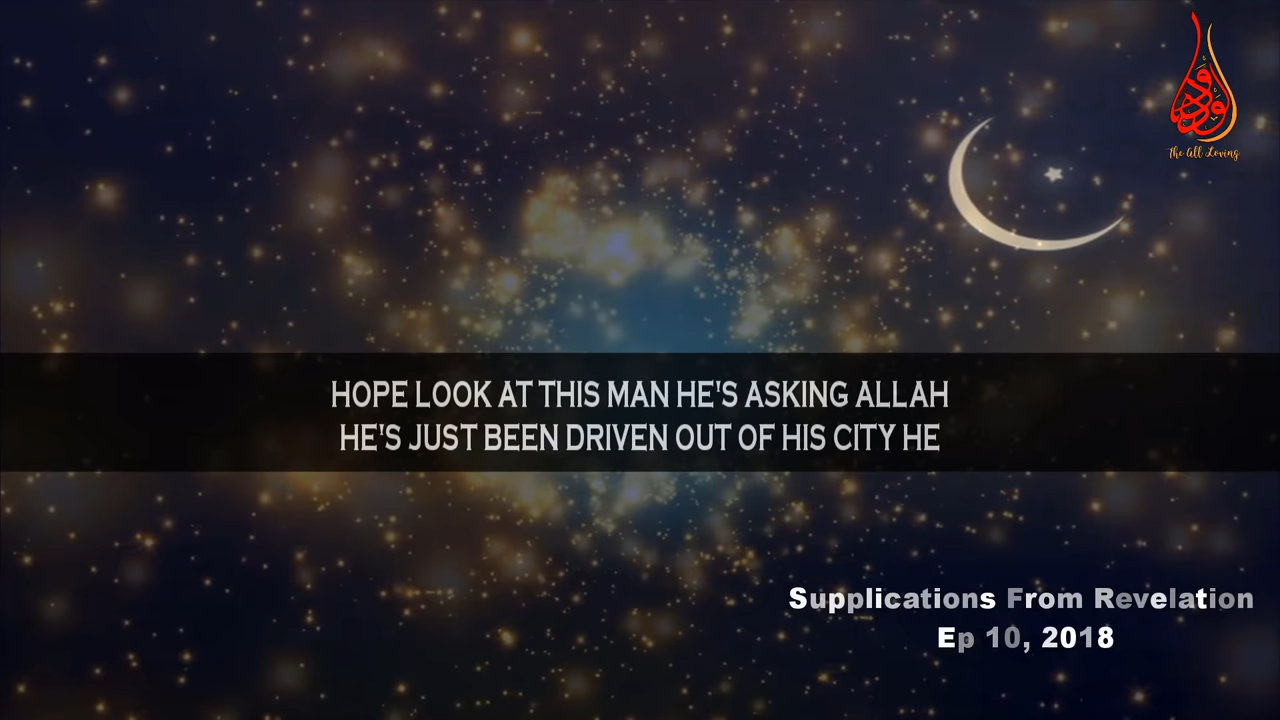 الودود
The All Loving
HOPE LOOK AT THIS MAN HE'S ASKING ALLAH
HE'S JUST BEEN DRIVEN OUT OF HIS CITY HE
Supplications From Revelation
Ep 10, 2018